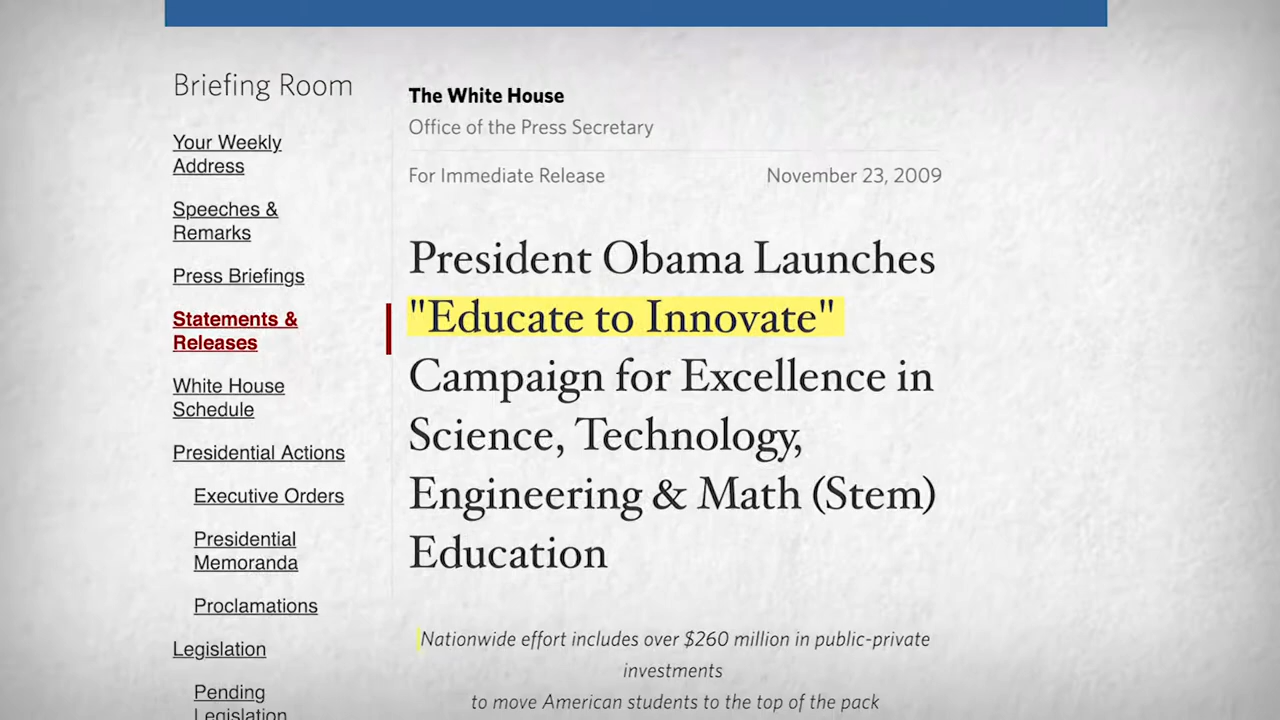 Briefing Room
Your Weekly
Address
Speeches &
Remarks
Press Briefings
Statements &
Releases
White House
Schedule
Presidential Actions
Executive Orders
Presidential
Memoranda
Proclamations
Legislation
Pending
Legislation
The White House
Office of the Press Secretary
For Immediate Release November 23, 2009
President Obama Launches
"Educate to Innovate"
Campaign for Excellence in
Science, Technology,
Engineering & Math (Stem)
Education
Nationwide effort includes over $260 million in public-private
investments
to move American students to the top of the pack